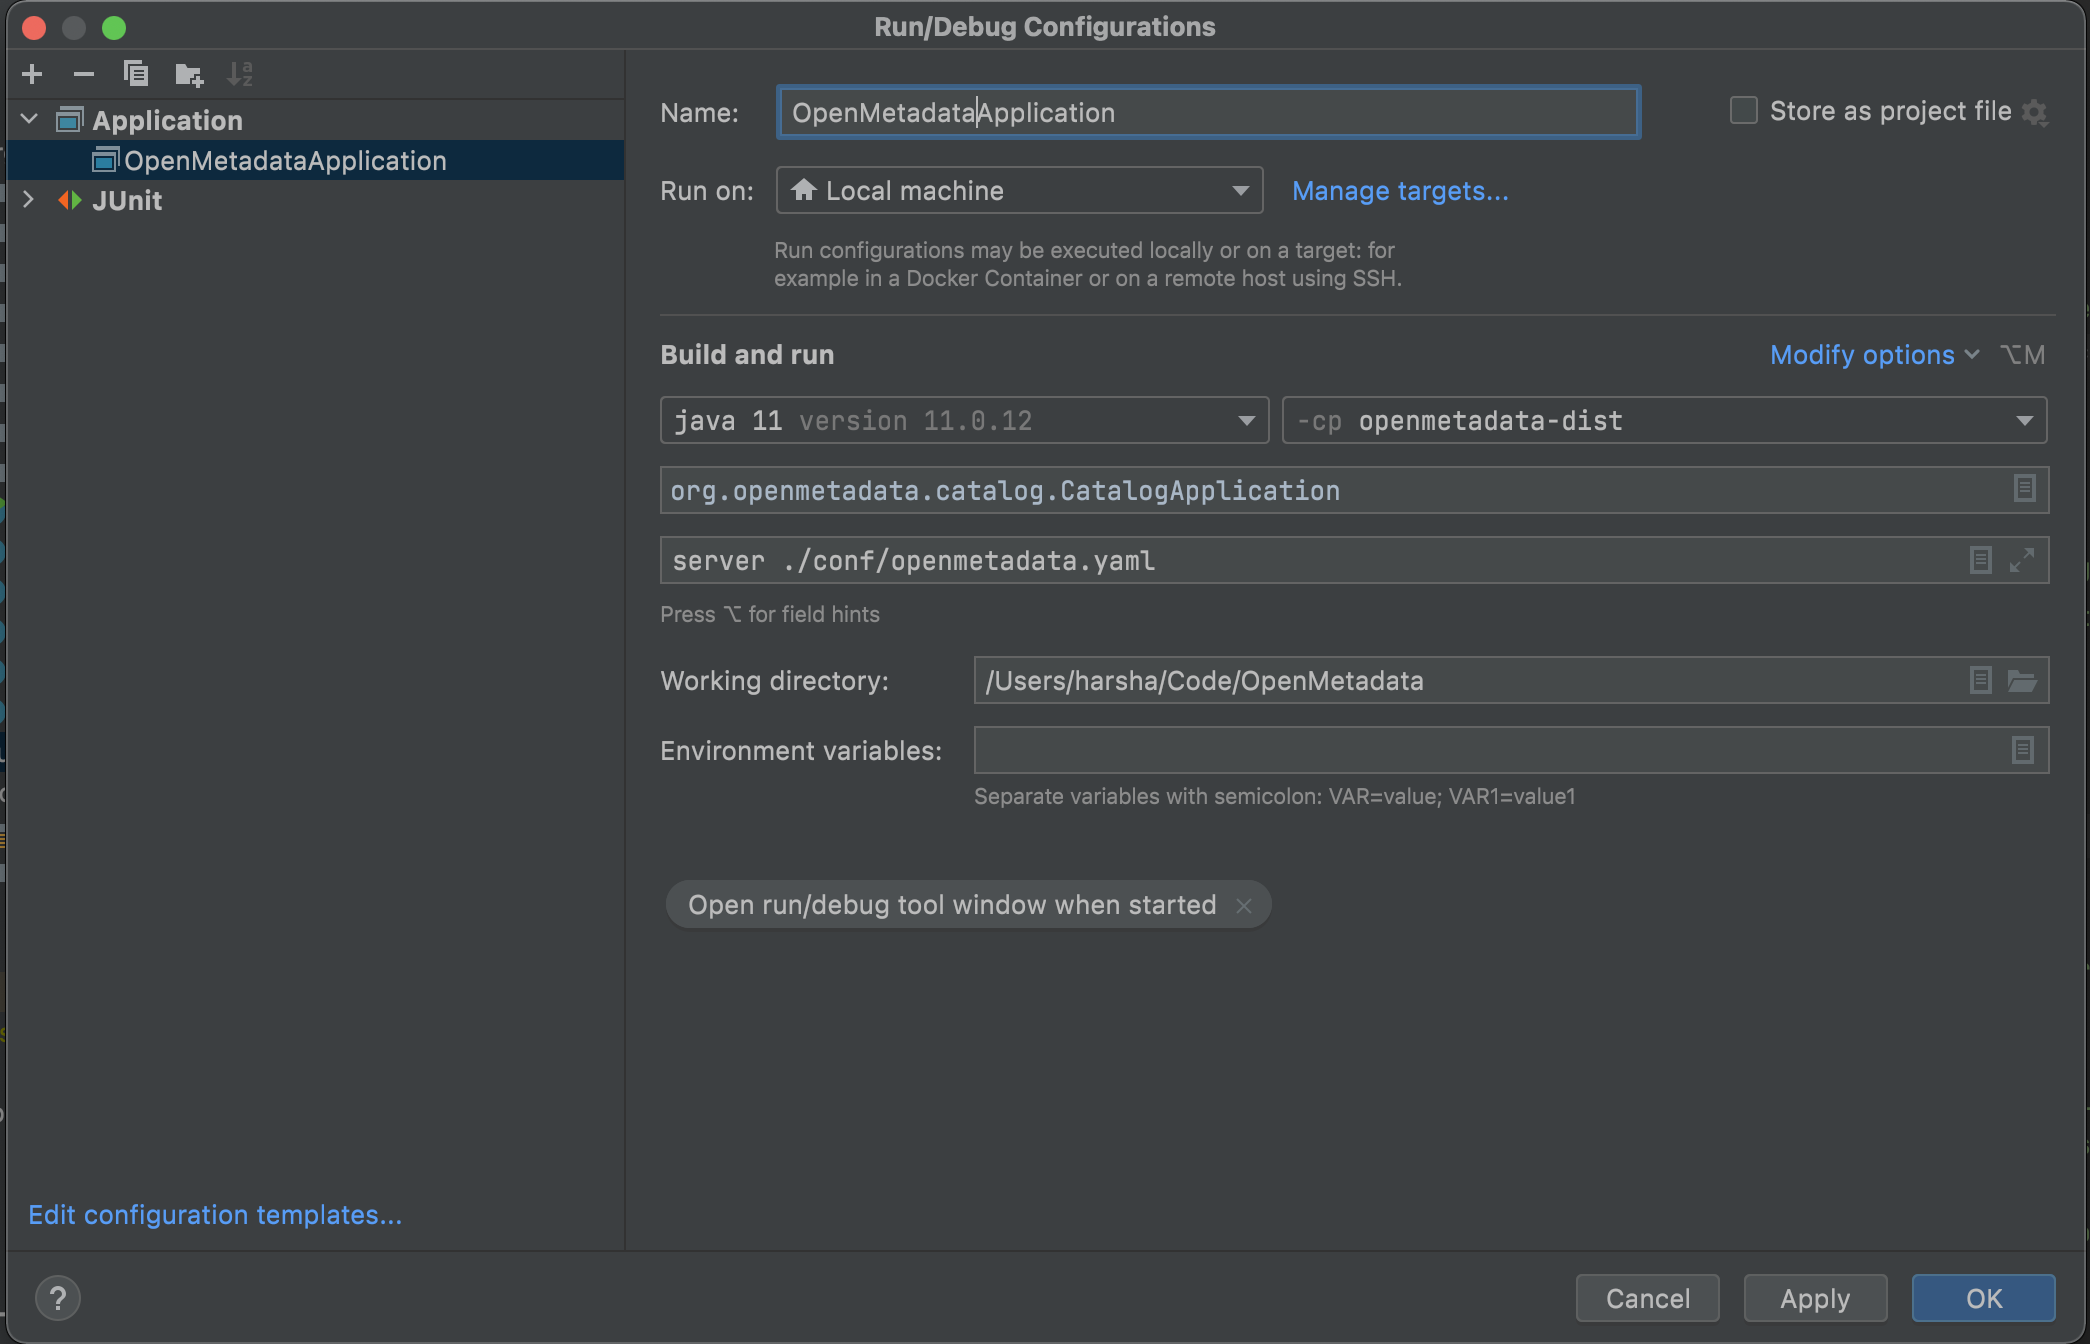 Run/Debug Configurations
Application
OpenMetadataApplication
JUnit
Edit configuration templates...
Name: OpenMetadataApplication
Store as project file
Run on: Local machine Manage targets...
Run configurations may be executed locally or on a target: for
example in a Docker Container or on a remote host using SSH.
Build and run Modify options ⌥M
java 11 version 11.0.12 -cp openmetadata-dist
org.openmetadata.catalog.CatalogApplication
server ./conf/openmetadata.yaml
Press ⌥ for field hints
Working directory: /Users/harsha/Code/OpenMetadata
Environment variables:
Separate variables with semicolon: VAR=value; VAR1=value1
Open run/debug tool window when started
? Cancel Apply OK